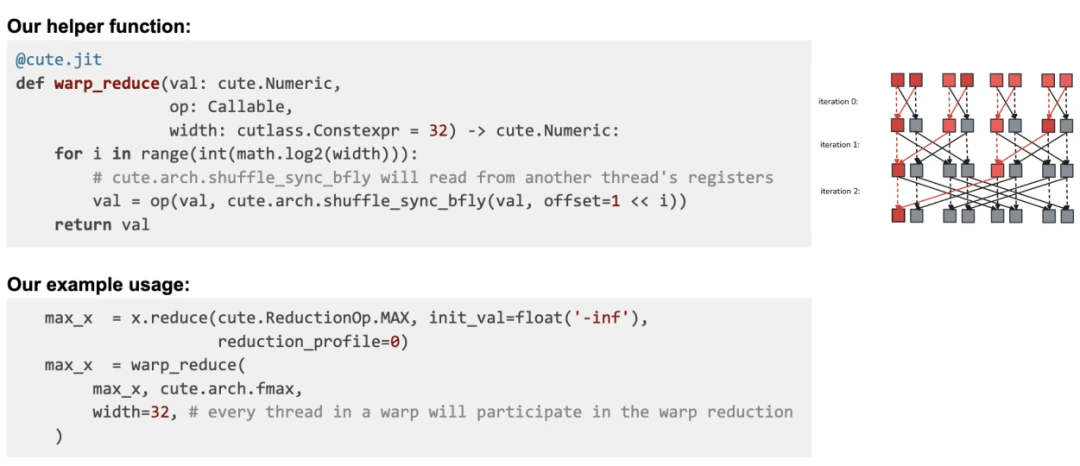 Our helper function:
@cute.jit
def warp_reduce(val: cute.Numeric,
                op: Callable,
                width: cutlass.Constexpr = 32) -> cute.Numeric:
    for i in range(int(math.log2(width))):
        # cute.arch.shuffle_sync_bfly will read from another thread's registers
        val = op(val, cute.arch.shuffle_sync_bfly(val, offset=1 << i))
    return val
iteration 0:
iteration 1:
iteration 2:
Our example usage:
max_x  = x.reduce(cute.ReductionOp.MAX, init_val=float('-inf'),
                  reduction_profile=0)
max_x  = warp_reduce(
     max_x, cute.arch.fmax,
     width=32, # every thread in a warp will participate in the warp reduction
 )